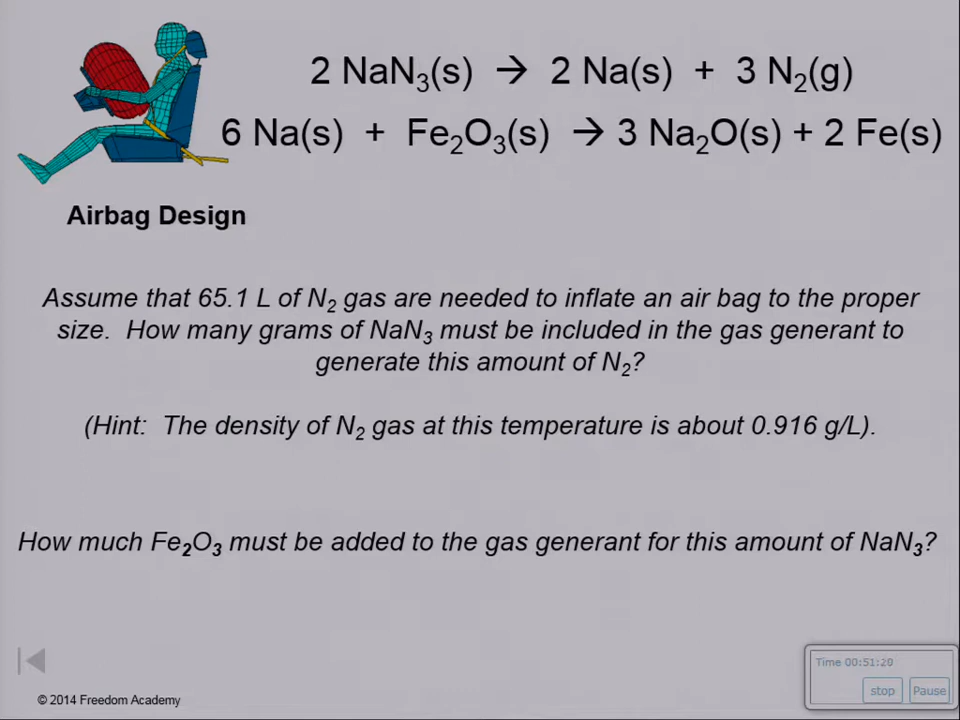 2 NaN₃(s) → 2 Na(s) + 3 N₂(g)
6 Na(s) + Fe₂O₃(s) → 3 Na₂O(s) + 2 Fe(s)
Airbag Design
Assume that 65.1 L of N₂ gas are needed to inflate an air bag to the proper
size. How many grams of NaN₃ must be included in the gas generant to
generate this amount of N₂?
(Hint: The density of N₂ gas at this temperature is about 0.916 g/L).
How much Fe₂O₃ must be added to the gas generant for this amount of NaN₃?
Time 00:51:20
stop Pause
© 2014 Freedom Academy